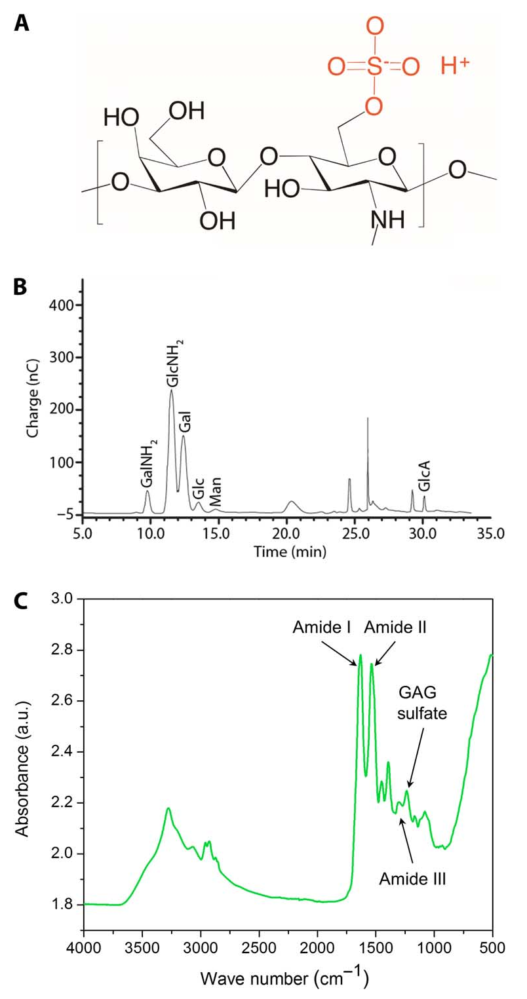 A
O
O=S-=O H+
O
HO
OH
O
O
O
O
O
HO
OH
NH
B
Charge (nC)
400
300
200
100
−5
GalNH2
GlcNH2
Gal
Glc
Man
GlcA
5.0 10.0 15.0 20.0 25.0 30.0 35.0
Time (min)
C
Absorbance (a.u.)
3.0
2.8
2.6
2.4
2.2
2.0
1.8
Amide I Amide II
GAG
sulfate
Amide III
4000 3500 3000 2500 2000 1500 1000 500
Wave number (cm−1)